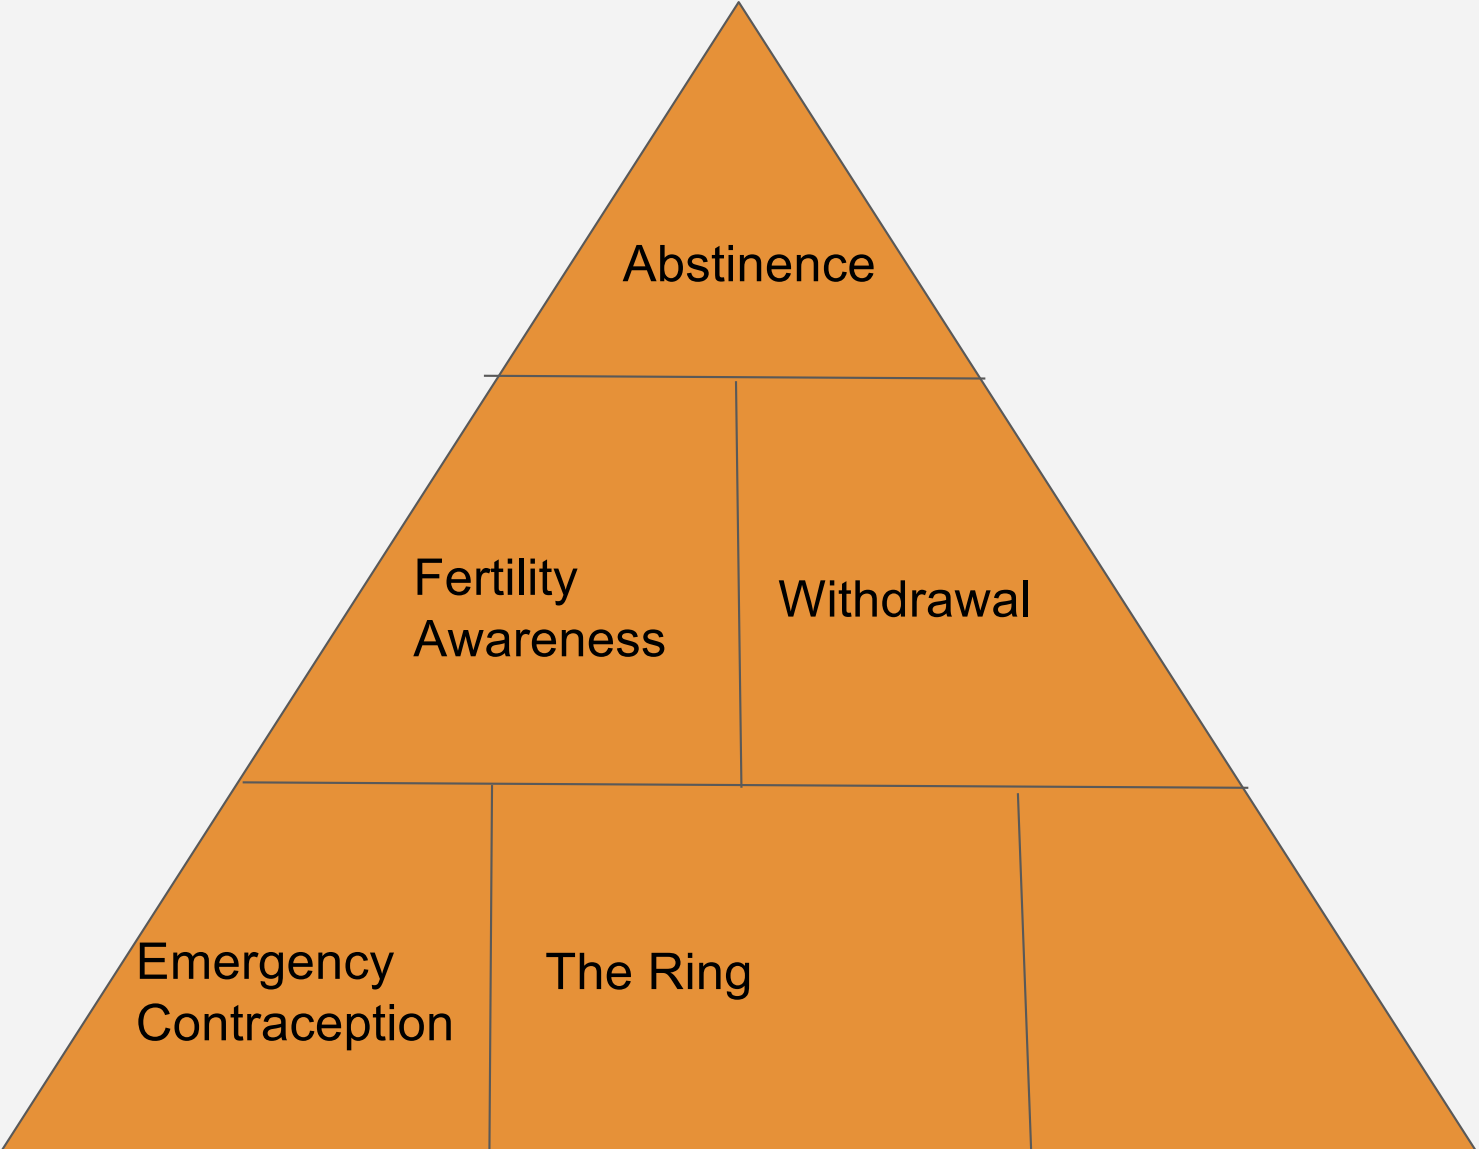 Abstinence
Fertility
Awareness
Withdrawal
Emergency
Contraception
The Ring